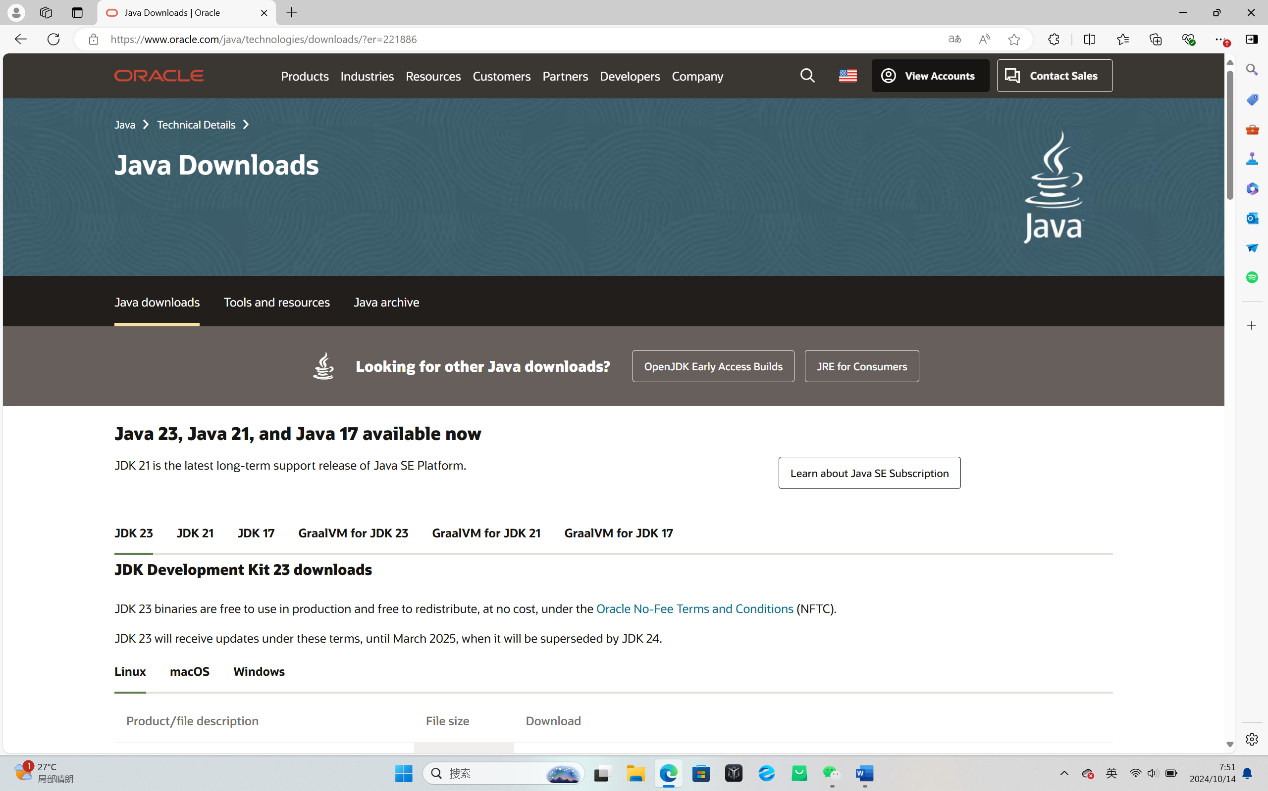 Java Downloads | Oracle
https://www.oracle.com/java/technologies/downloads/?er=221886
ORACLE
Products Industries Resources Customers Partners Developers Company
View Accounts
Contact Sales
Java Technical Details
Java Downloads
Java
Java downloads Tools and resources Java archive
Looking for other Java downloads?
OpenJDK Early Access Builds
JRE for Consumers
Java 23, Java 21, and Java 17 available now
JDK 21 is the latest long-term support release of Java SE Platform.
Learn about Java SE Subscription
JDK 23 JDK 21 JDK 17 GraalVM for JDK 23 GraalVM for JDK 21 GraalVM for JDK 17
JDK Development Kit 23 downloads
JDK 23 binaries are free to use in production and free to redistribute, at no cost, under the Oracle No-Fee Terms and Conditions (NFTC).
JDK 23 will receive updates under these terms, until March 2025, when it will be superseded by JDK 24.
Linux macOS Windows
Product/file description File size Download
1
27°C
局部晴朗
搜索
英
7:51
2024/10/14